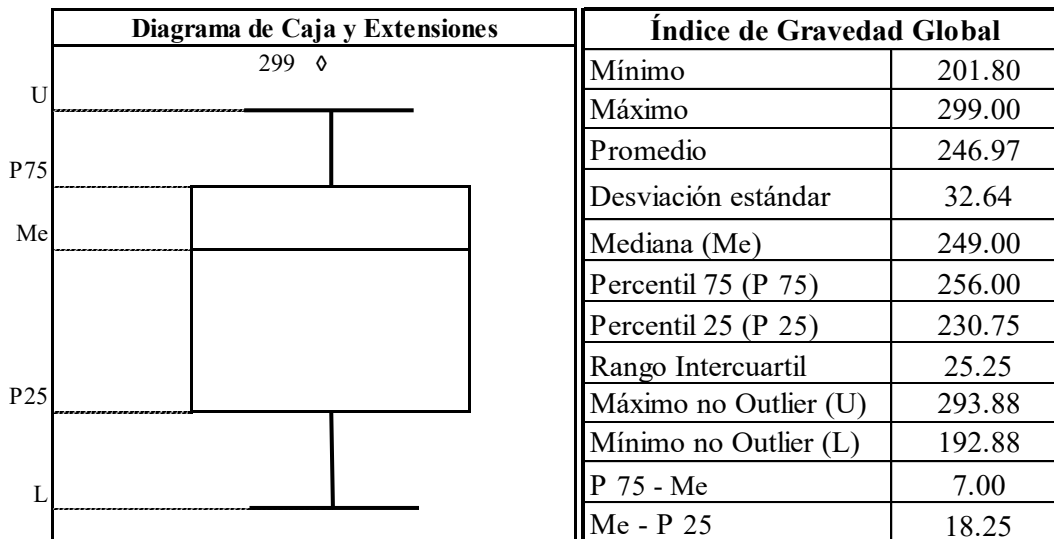 Diagrama de Caja y Extensiones
299 ◊
U
P75
Me
P25
L
Índice de Gravedad Global
Mínimo 201.80
Máximo 299.00
Promedio 246.97
Desviación estándar 32.64
Mediana (Me) 249.00
Percentil 75 (P 75) 256.00
Percentil 25 (P 25) 230.75
Rango Intercuartil 25.25
Máximo no Outlier (U) 293.88
Mínimo no Outlier (L) 192.88
P 75 - Me 7.00
Me - P 25 18.25